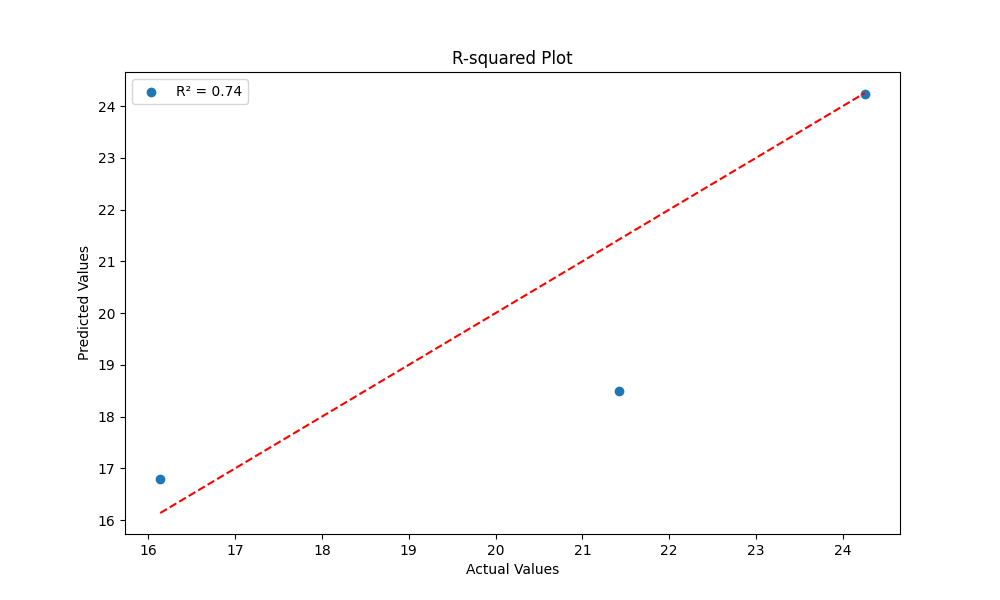 R-squared Plot
R² = 0.74
24
23
22
21
20
19
18
17
16
Predicted Values
16 17 18 19 20 21 22 23 24
Actual Values